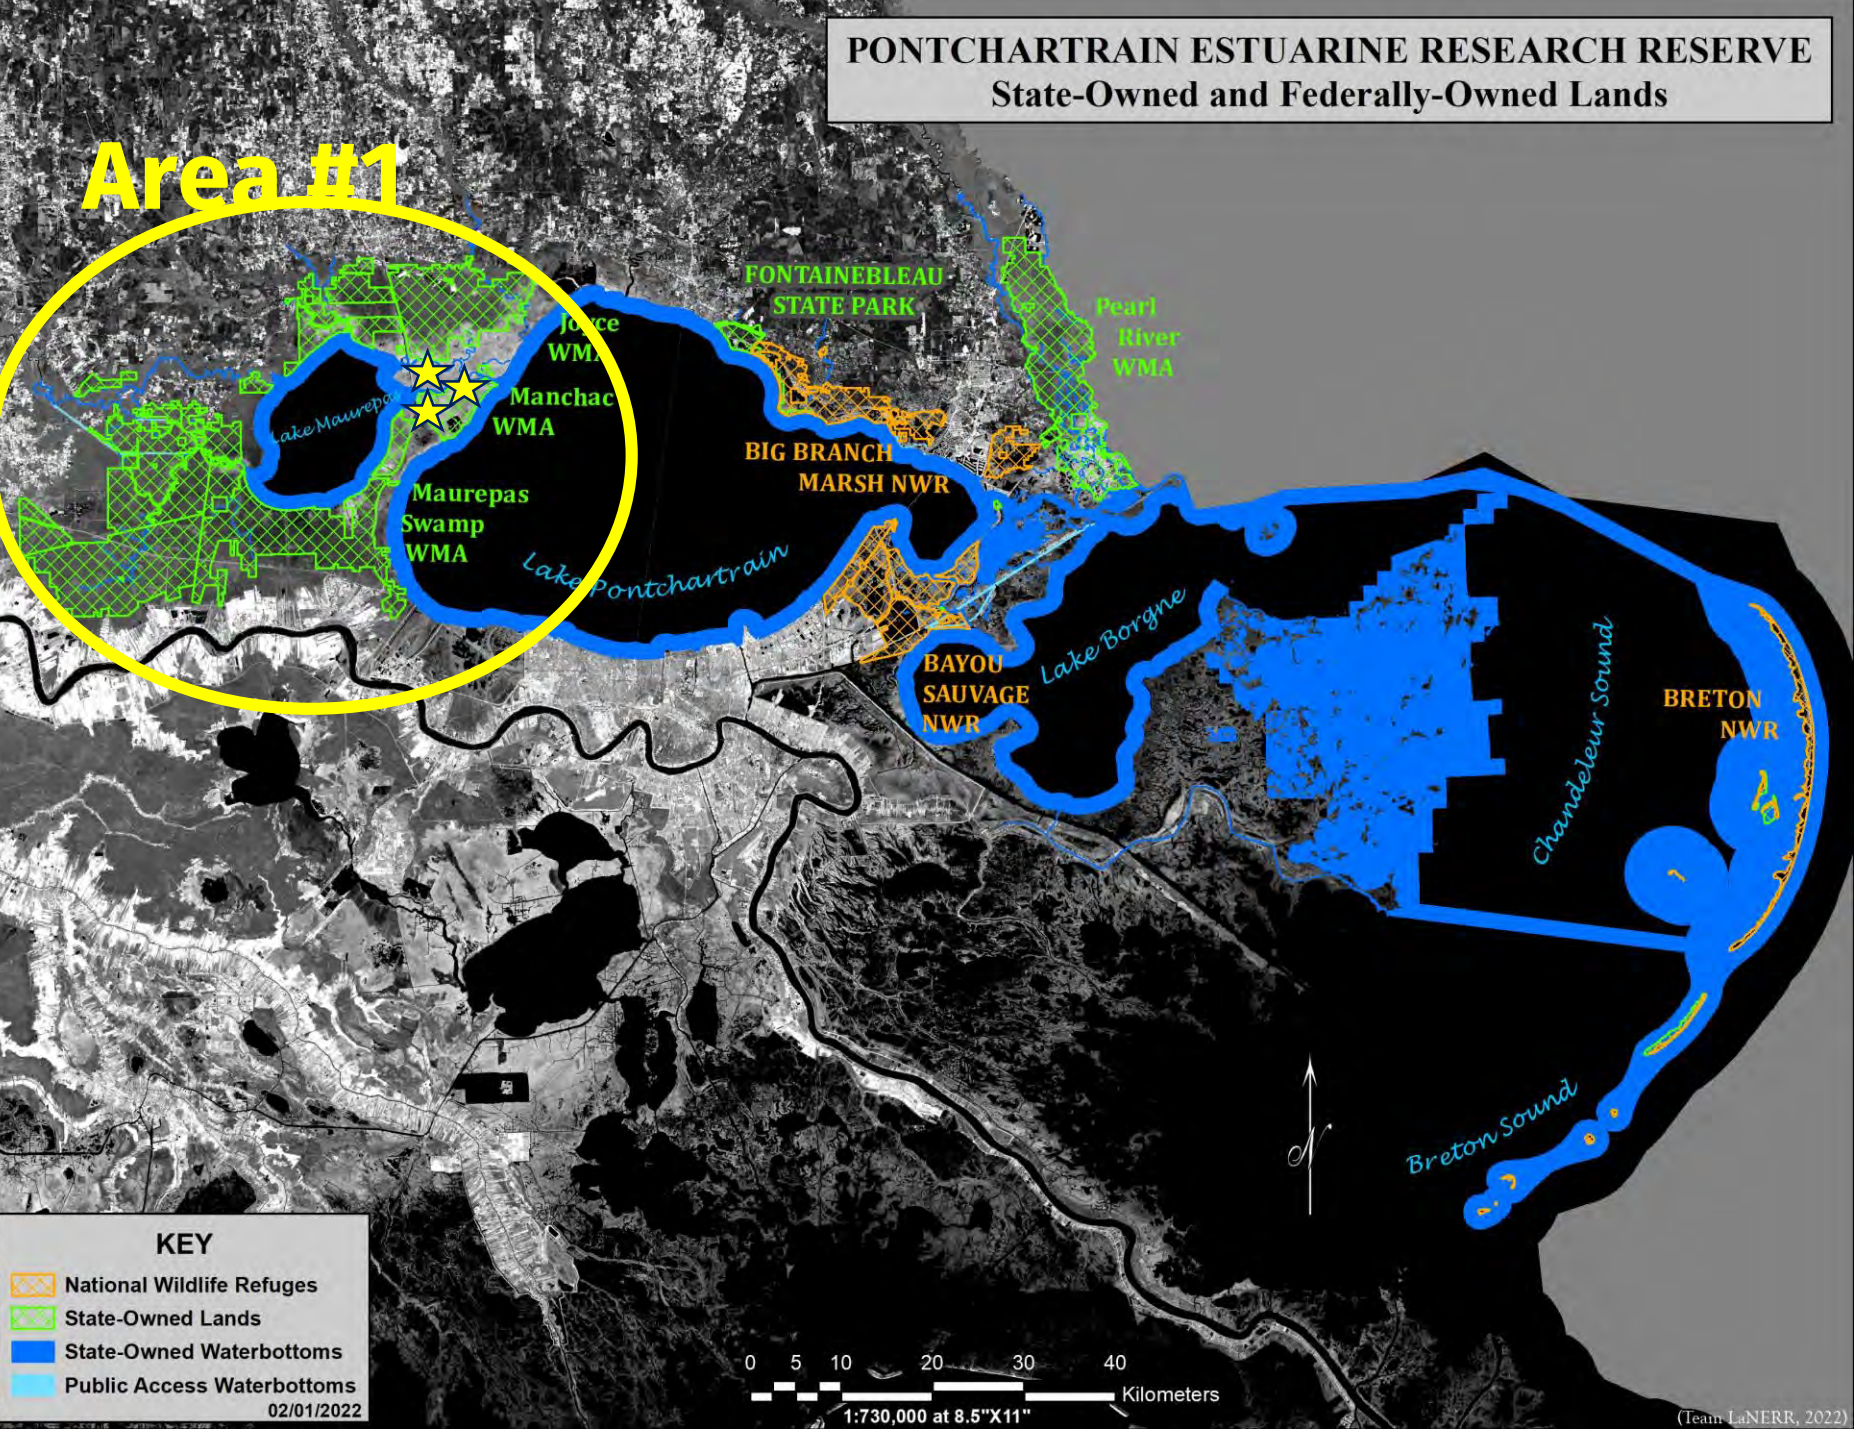 PONTCHARTRAIN ESTUARINE RESEARCH RESERVE
State-Owned and Federally-Owned Lands
Area #1
FONTAINEBLEAU
STATE PARK
Pearl
River
WMA
Joyce
WMA
Manchac
WMA
Lake Maurepas
BIG BRANCH
MARSH NWR
Maurepas
Swamp
WMA
Lake Pontchartrain
Lake Borgne
BAYOU
SAUVAGE
NWR
Chandeleur Sound
BRETON
NWR
Breton Sound
N
KEY
National Wildlife Refuges
State-Owned Lands
State-Owned Waterbottoms
Public Access Waterbottoms
02/01/2022
0 5 10 20 30 40
Kilometers
1:730,000 at 8.5"X11"
(Team LaNERR, 2022)